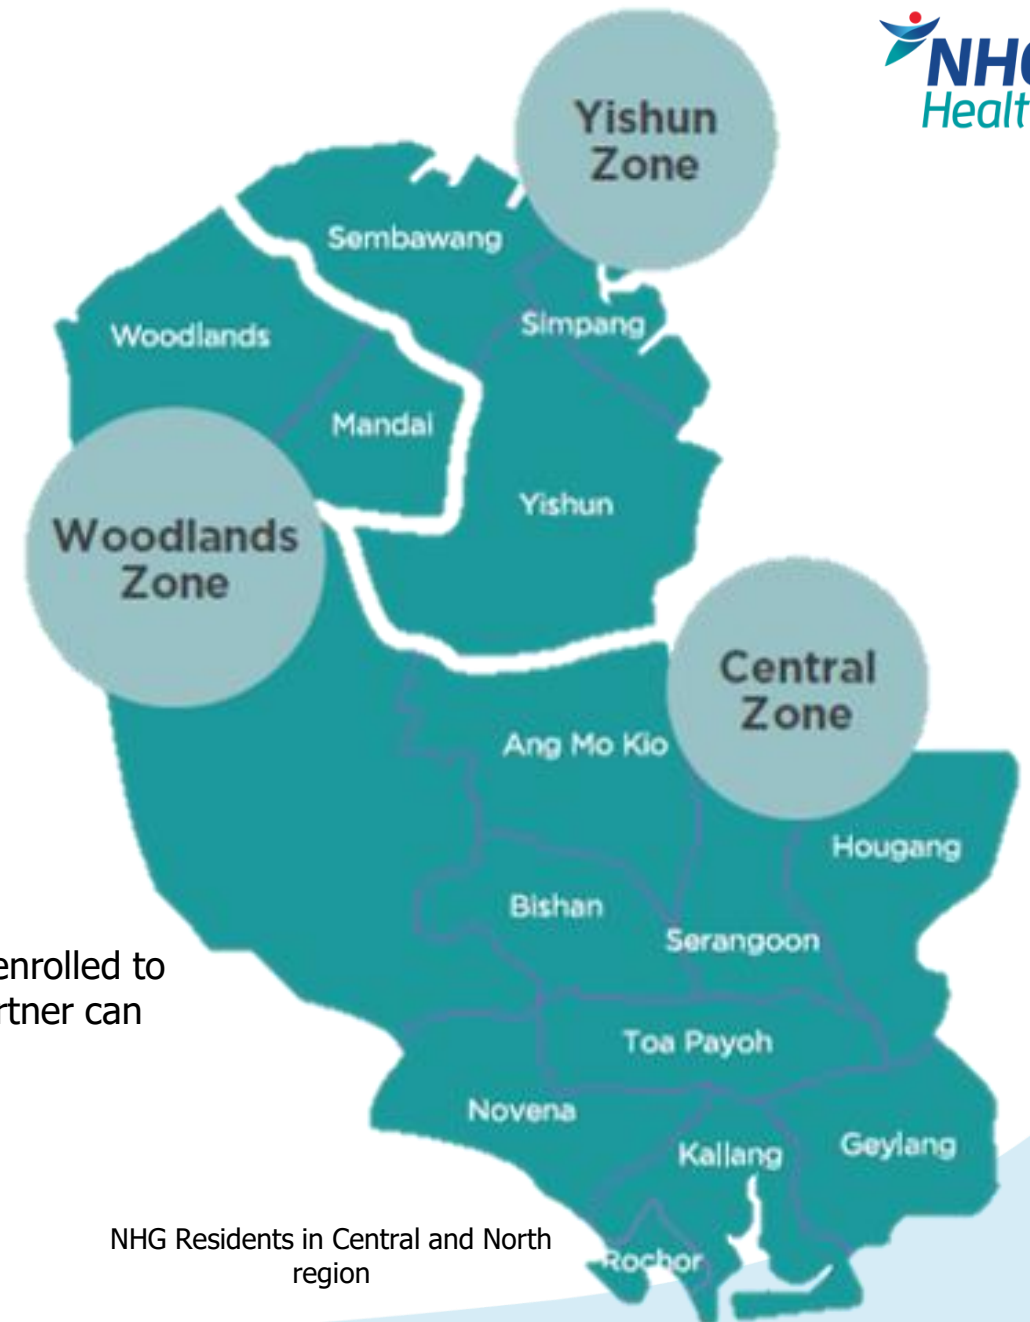 NHG
Health
Yishun
Zone
Sembawang
Simpang
Woodlands
Mandai
Yishun
Woodlands
Zone
Central
Zone
Ang Mo Kio
Hougang
Bishan
Serangoon
enrolled to
rtner can
Toa Payoh
Novena
Kallang
Geylang
NHG Residents in Central and North
region
Rochor